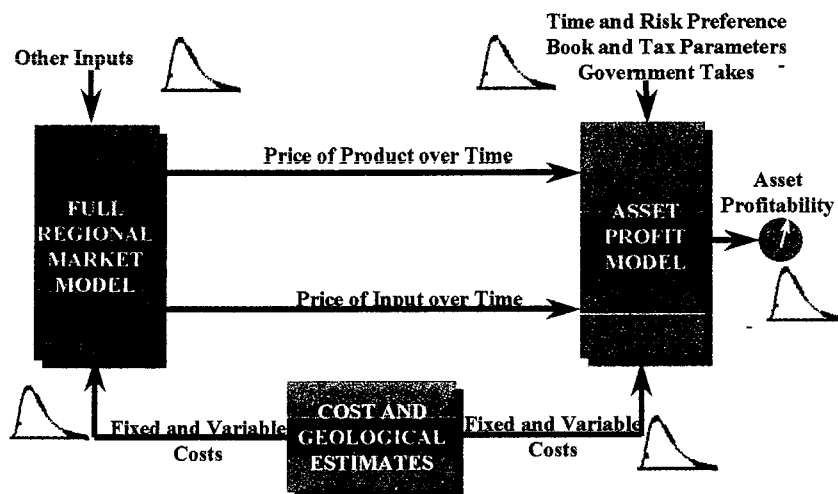 Other Inputs
Time and Risk Preference
Book and Tax Parameters
Government Takes
Price of Product over Time
FULL
REGIONAL
MARKET
MODEL
ASSET
PROFIT
MODEL
Asset
Profitability
Price of Input over Time
Fixed and Variable
Costs
COST AND
GEOLOGICAL
ESTIMATES
Fixed and Variable
Costs